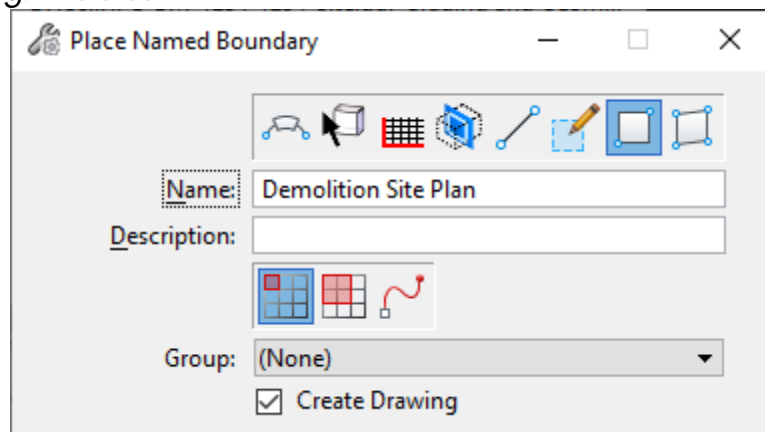 Place Named Boundary
Name: Demolition Site Plan
Description:
Group: (None)
Create Drawing